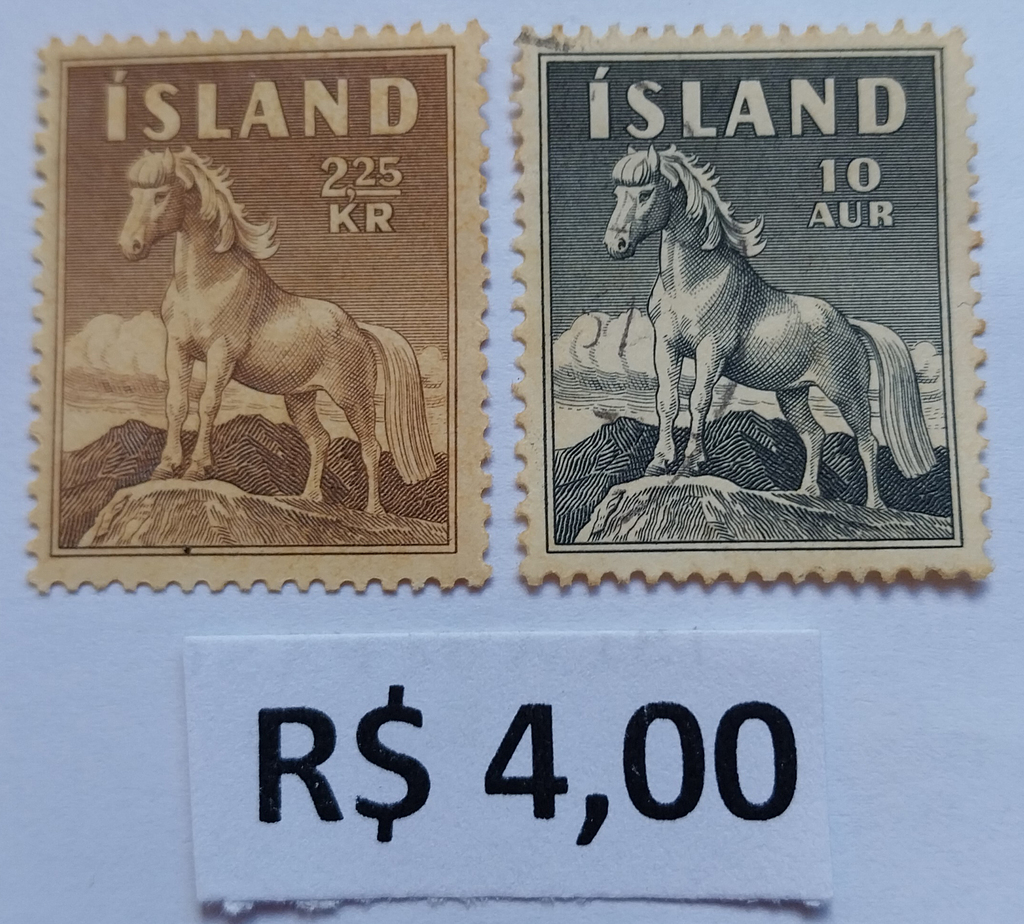 ÍSLAND
2,25
KR
ÍSLAND
10
AUR
R$ 4,00